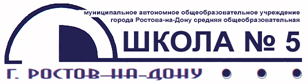 муниципальное автономное общеобразовательное учреждение
города Ростова-на-Дону средняя общеобразовательная
ШКОЛА № 5
Г. РОСТОВ-НА-ДОНУ